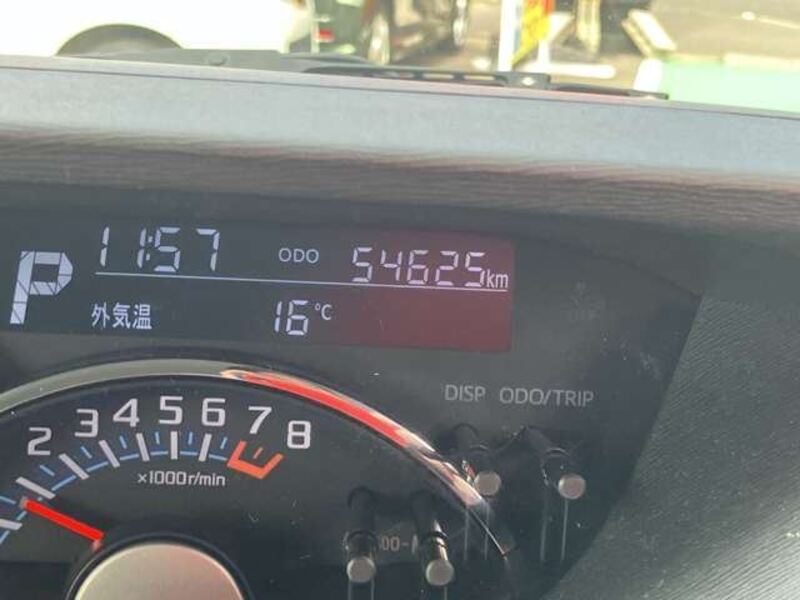 P 11:57 ODO 54625km
外気温 16℃
DISP ODO/TRIP
2 3 4 5 6 7 8
×1000r/min